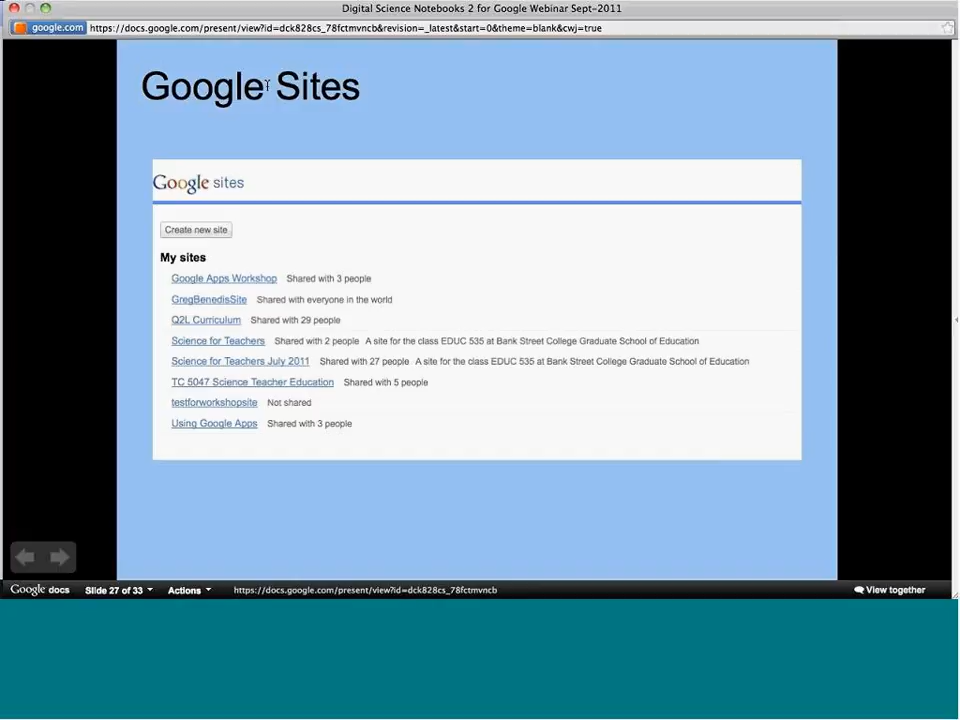 Digital Science Notebooks 2 for Google Webinar Sept-2011
google.com https://docs.google.com/present/view?id=dck828cs_78fctmvncb&revision=_latest&start=0&theme=blank&cwj=true
Google Sites
Google sites
Create new site
My sites
Google Apps Workshop Shared with 3 people
GregBenedisSite Shared with everyone in the world
Q2L Curriculum Shared with 29 people
Science for Teachers Shared with 2 people A site for the class EDUC 535 at Bank Street College Graduate School of Education
Science for Teachers July 2011 Shared with 27 people A site for the class EDUC 535 at Bank Street College Graduate School of Education
TC 5047 Science Teacher Education Shared with 5 people
testforworkshopsite Not shared
Using Google Apps Shared with 3 people
Google docs Slide 27 of 33 Actions https://docs.google.com/present/view?id=dck828cs_78fctmvncb View together